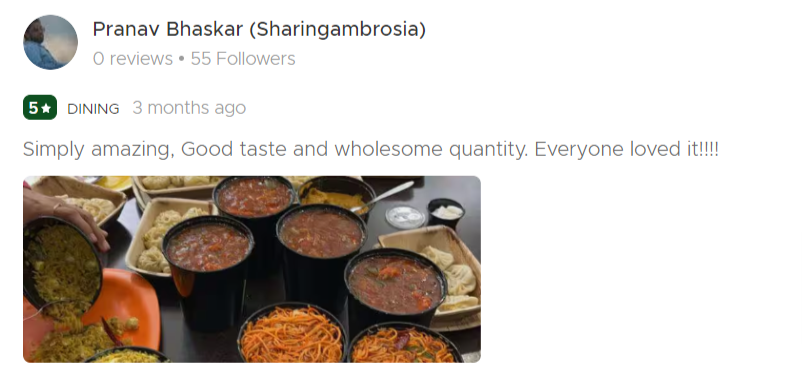 Pranav Bhaskar (Sharingambrosia)
0 reviews • 55 Followers
5★ DINING 3 months ago
Simply amazing, Good taste and wholesome quantity. Everyone loved it!!!!